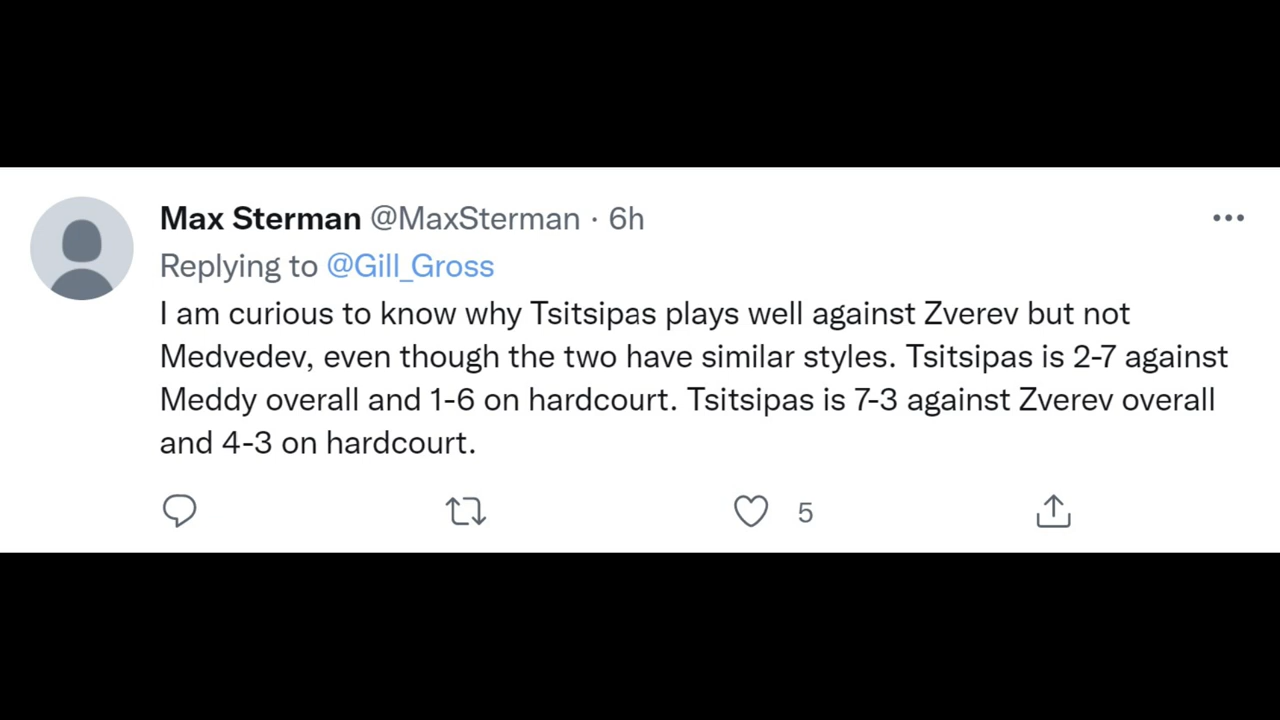 Max Sterman @MaxSterman · 6h
Replying to @Gill_Gross
I am curious to know why Tsitsipas plays well against Zverev but not
Medvedev, even though the two have similar styles. Tsitsipas is 2-7 against
Meddy overall and 1-6 on hardcourt. Tsitsipas is 7-3 against Zverev overall
and 4-3 on hardcourt.
5